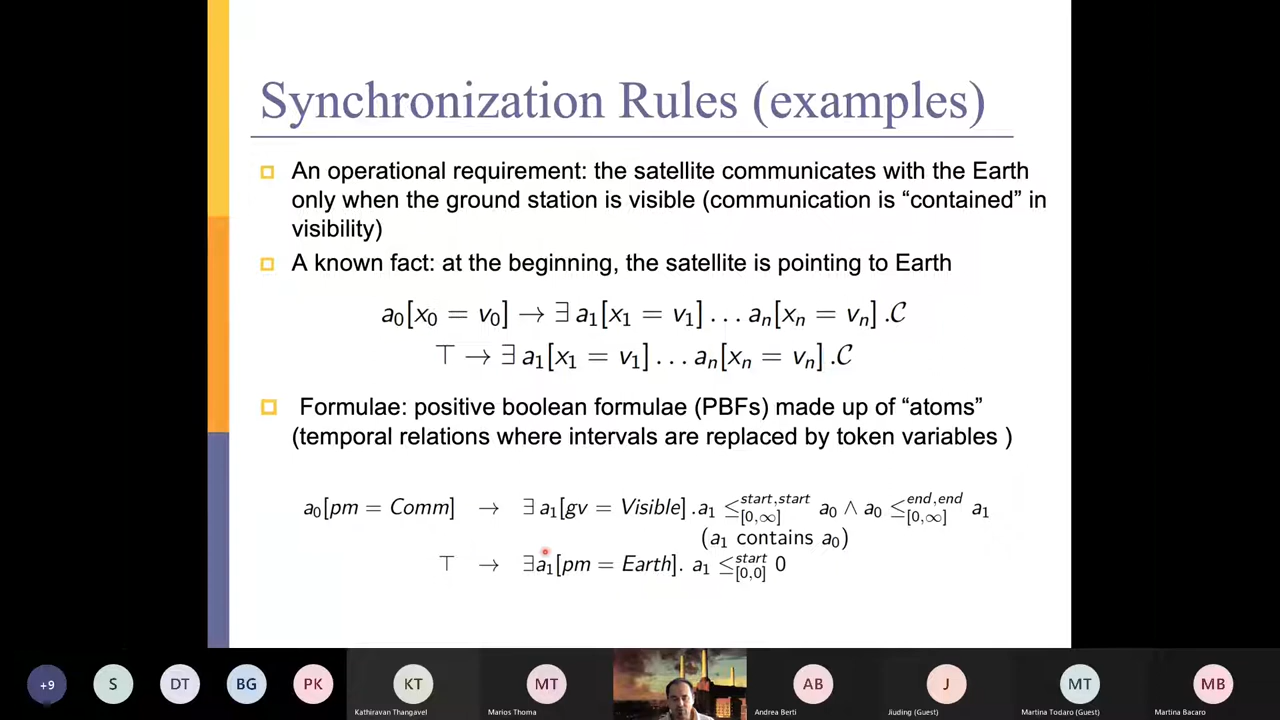 Synchronization Rules (examples)
An operational requirement: the satellite communicates with the Earth
only when the ground station is visible (communication is “contained” in
visibility)
A known fact: at the beginning, the satellite is pointing to Earth
a₀[x₀ = v₀] → ∃ a₁[x₁ = v₁] … aₙ[xₙ = vₙ] .𝒞
⊤ → ∃ a₁[x₁ = v₁] … aₙ[xₙ = vₙ] .𝒞
Formulae: positive boolean formulae (PBFs) made up of “atoms”
(temporal relations where intervals are replaced by token variables )
a₀[pm = Comm] → ∃ a₁[gv = Visible] .a₁ ≤^{start,start}_{[0,∞]} a₀ ∧ a₀ ≤^{end,end}_{[0,∞]} a₁
(a₁ contains a₀)
⊤ → ∃a₁[pm = Earth]. a₁ ≤^{start}_{[0,0]} 0
+9 S DT BG PK KT MT AB J MT MB
Kathiravan Thangavel Marios Thoma Andrea Berti Jiuding (Guest) Martina Todaro (Guest) Martina Bacaro